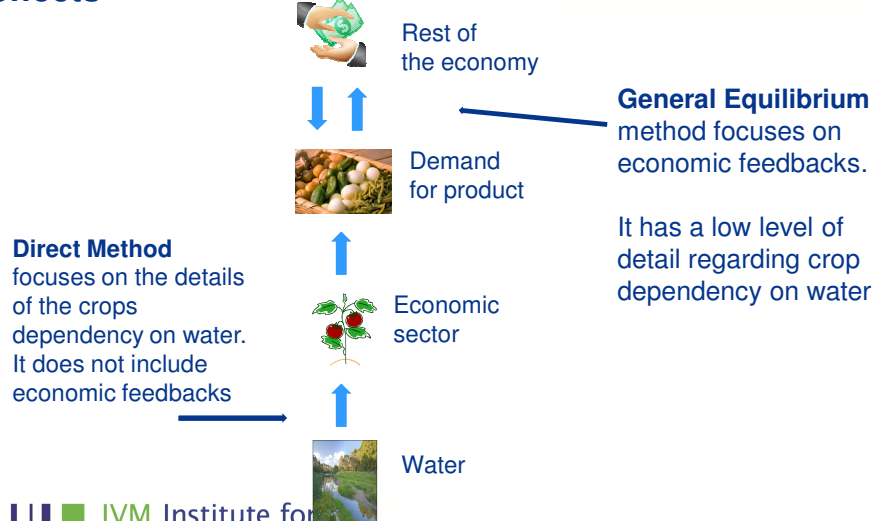 Rest of
the economy
General Equilibrium
method focuses on
economic feedbacks.
It has a low level of
detail regarding crop
dependency on water
Demand
for product
Direct Method
focuses on the details
of the crops
dependency on water.
It does not include
economic feedbacks
Economic
sector
Water
IVM Institute for